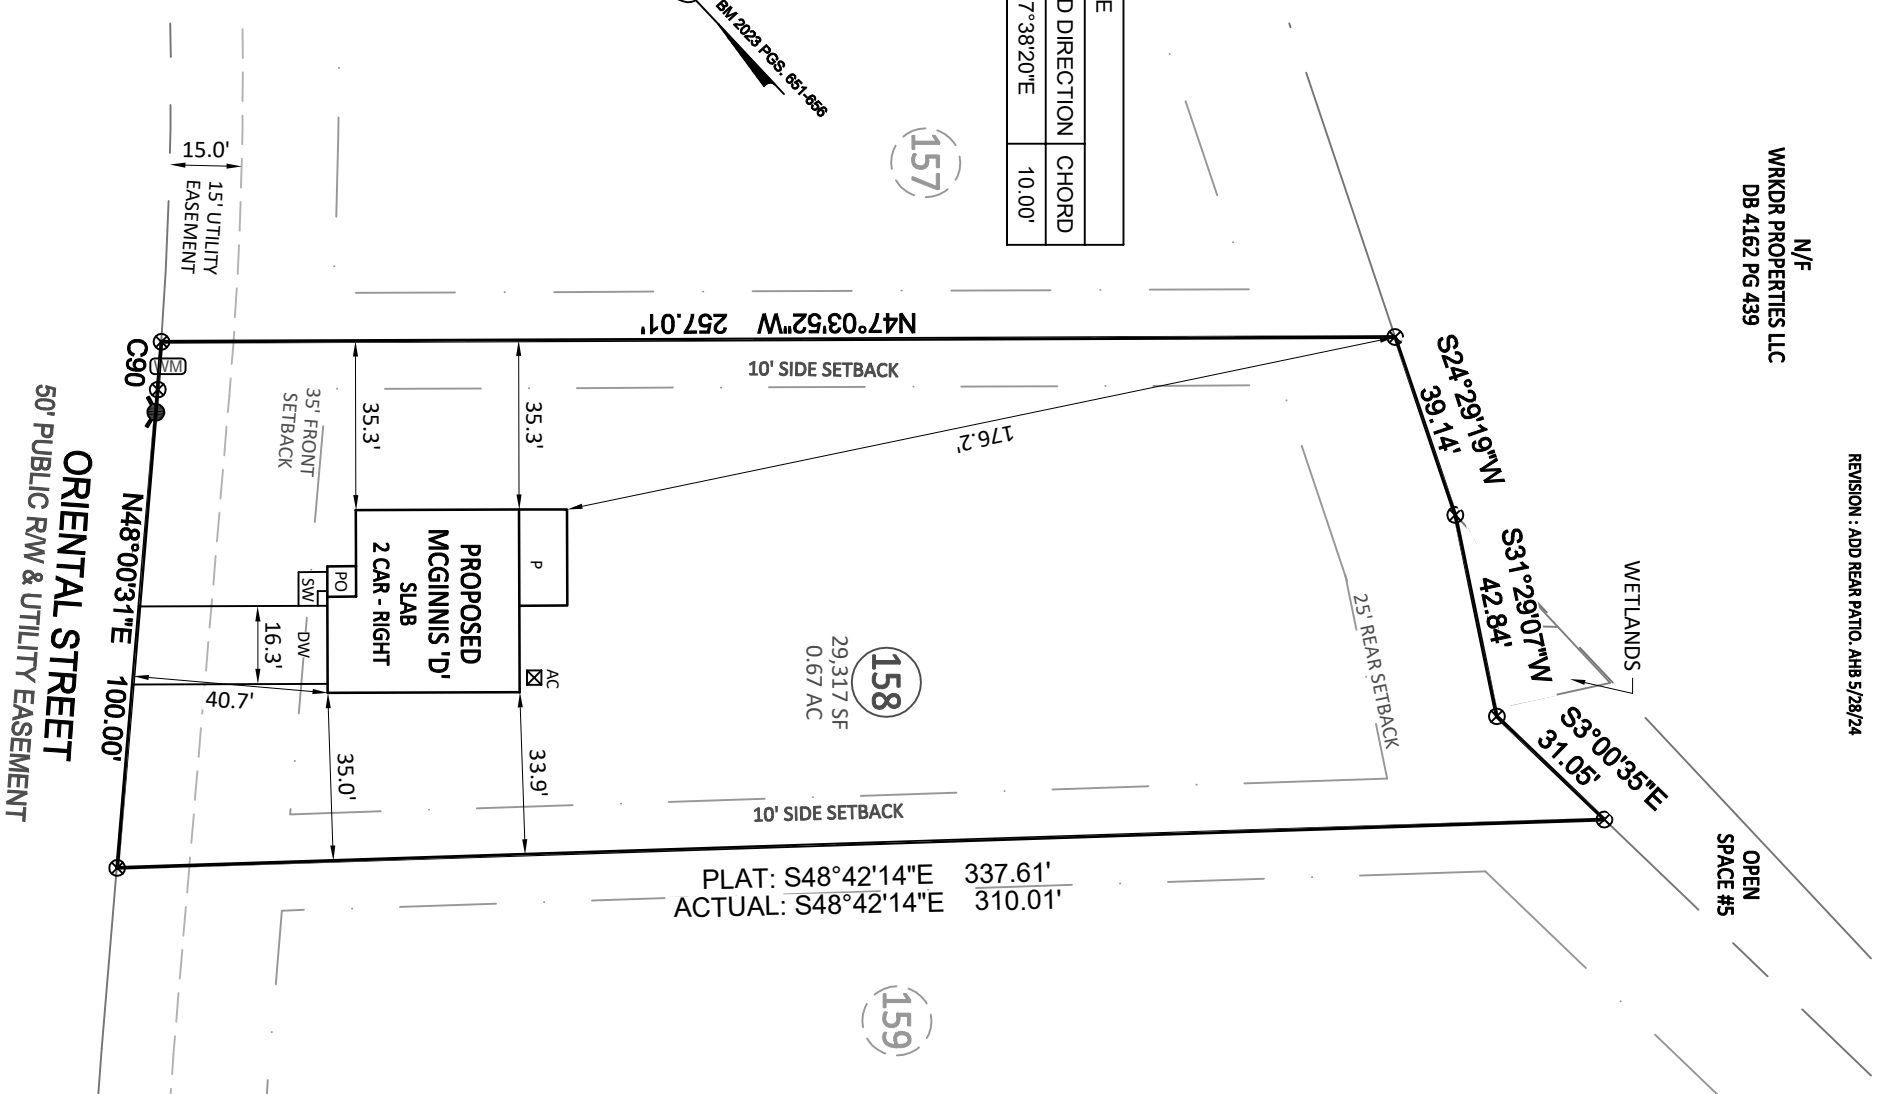 E
D DIRECTION
CHORD
7°38'20"E
10.00'
BM 2023 PGS. 651-656
157
N/F
WRKDR PROPERTIES LLC
DB 4162 PG 439
REVISION : ADD REAR PATIO. AHB 5/28/24
15.0'
15' UTILITY
EASEMENT
N47°03'52"W 257.01'
10' SIDE SETBACK
S24°29'19"W
39.14'
S31°29'07"W
42.84'
WETLANDS
S3°00'35"E
31.05'
OPEN
SPACE #5
C90
WM
35' FRONT
SETBACK
35.3'
35.3'
176.2'
25' REAR SETBACK
P
PROPOSED
MCGINNIS 'D'
SLAB
2 CAR - RIGHT
PO
SW
DW
16.3'
40.7'
AC
158
29,317 SF
0.67 AC
35.0'
33.9'
10' SIDE SETBACK
N48°00'31"E 100.00'
ORIENTAL STREET
50' PUBLIC R/W & UTILITY EASEMENT
PLAT: S48°42'14"E 337.61'
ACTUAL: S48°42'14"E 310.01'
159